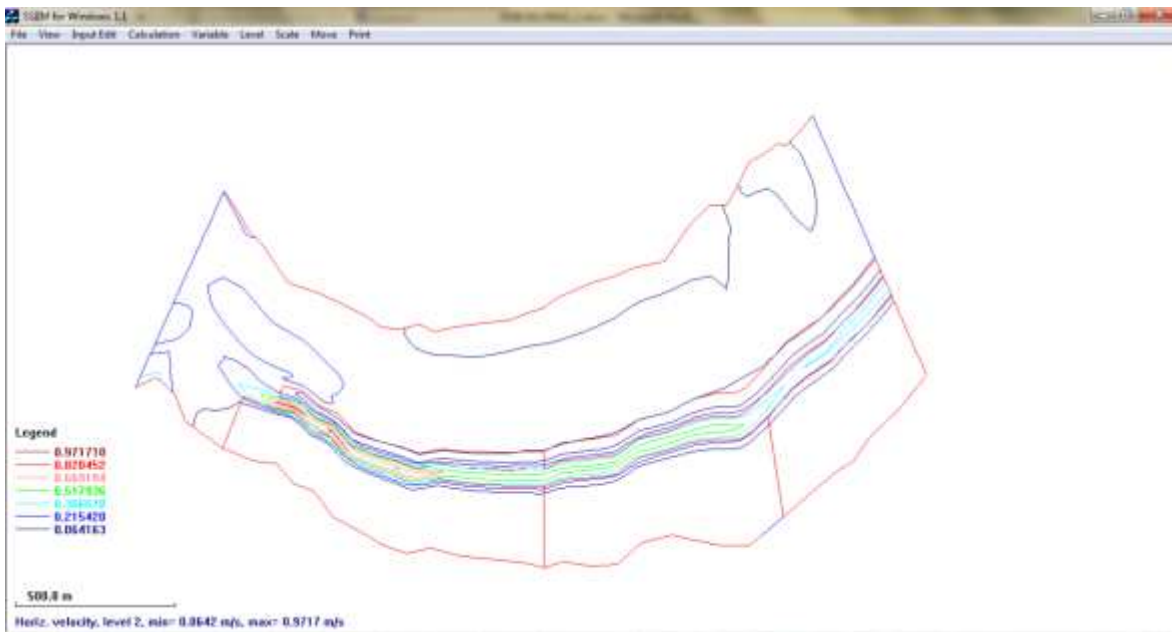 SSIIM for Windows 1.1
File View Input Edit Calculation Variable Level Scale Move Print
Legend
0.971710
0.820452
0.517936
0.215420
0.064163
500.0 m
Horiz. velocity, level 2, min= 0.0642 m/s, max= 0.9717 m/s